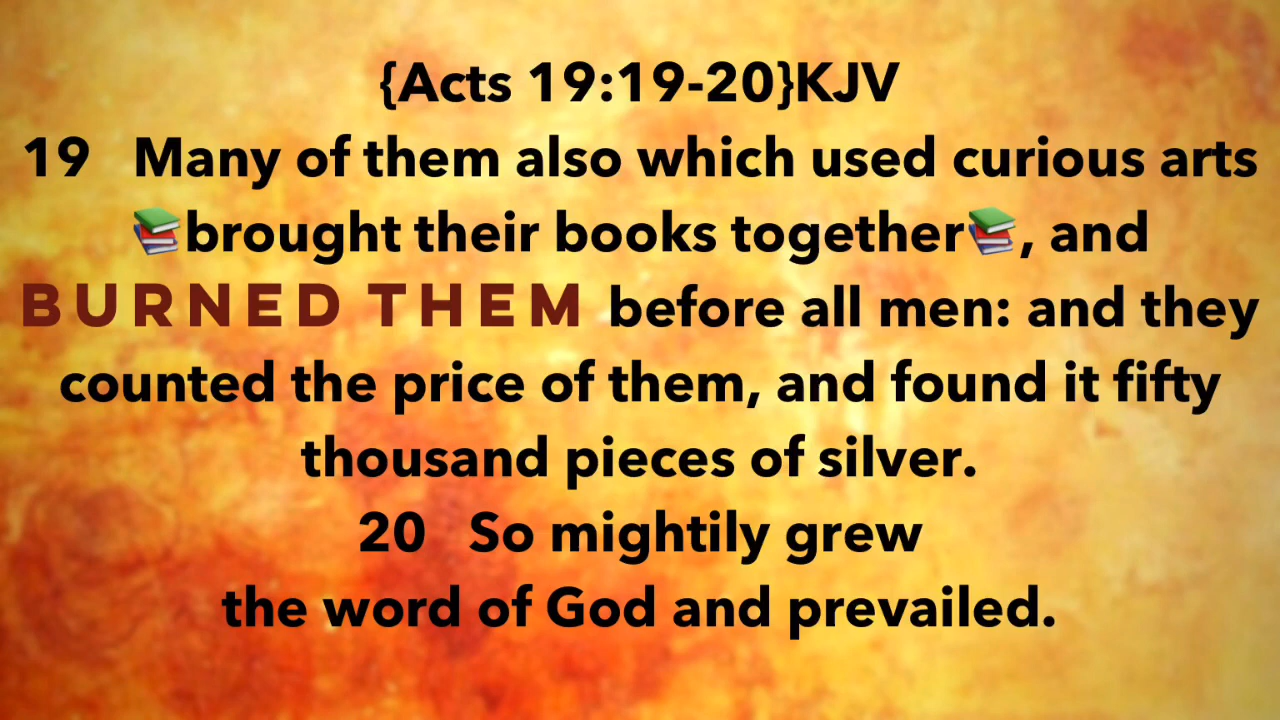 {Acts 19:19-20}KJV
19 Many of them also which used curious arts
📚brought their books together📚, and
BURNED THEM before all men: and they
counted the price of them, and found it fifty
thousand pieces of silver.
20 So mightily grew
the word of God and prevailed.